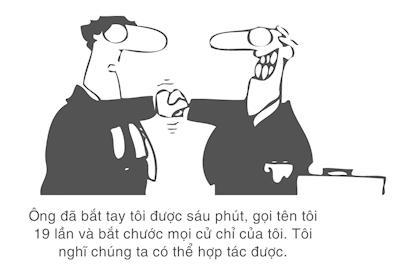 Ông đã bắt tay tôi được sáu phút, gọi tên tôi
19 lần và bắt chước mọi cử chỉ của tôi. Tôi
nghĩ chúng ta có thể hợp tác được.